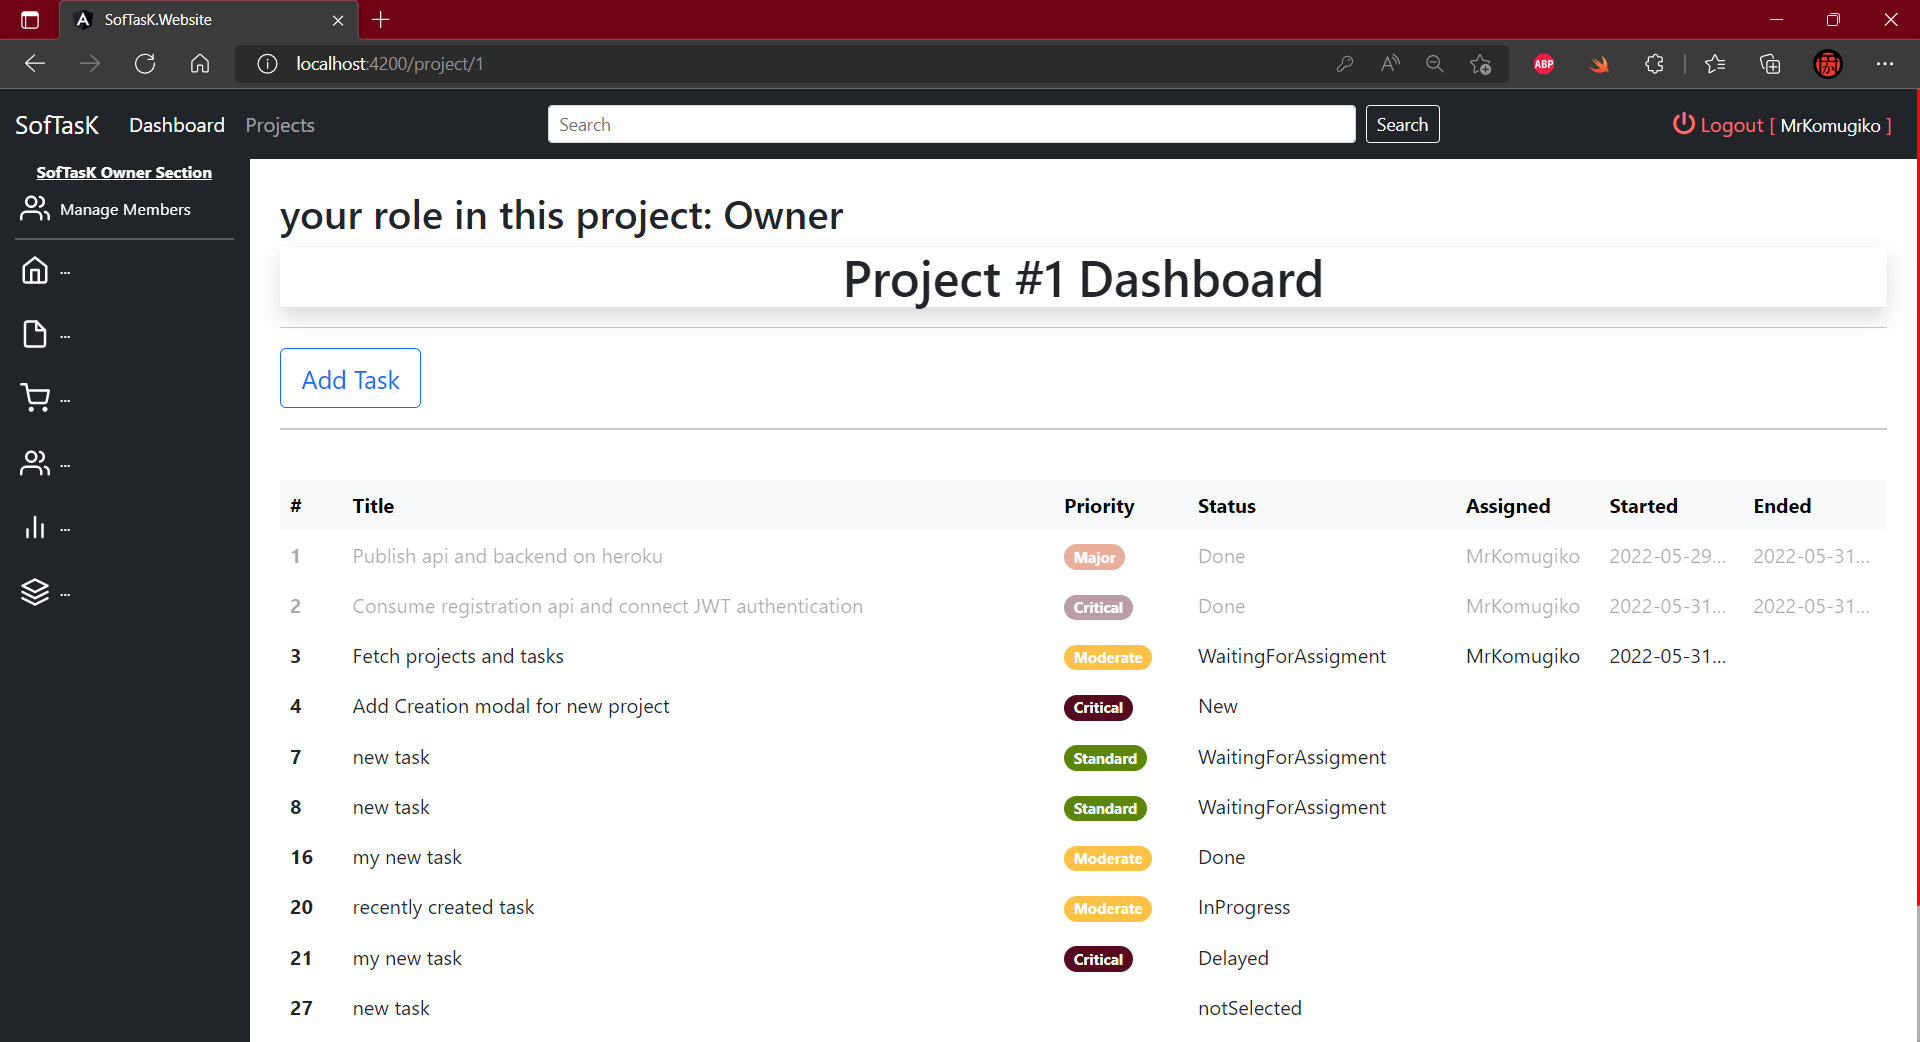 SofTasK.Website
localhost:4200/project/1
ABP
SofTasK Dashboard Projects Search Search Logout [ MrKomugiko ]
SofTasK Owner Section
Manage Members
...
...
...
...
...
...
your role in this project: Owner
Project #1 Dashboard
Add Task
# Title Priority Status Assigned Started Ended
1 Publish api and backend on heroku Major Done MrKomugiko 2022-05-29... 2022-05-31...
2 Consume registration api and connect JWT authentication Critical Done MrKomugiko 2022-05-31... 2022-05-31...
3 Fetch projects and tasks Moderate WaitingForAssigment MrKomugiko 2022-05-31...
4 Add Creation modal for new project Critical New
7 new task Standard WaitingForAssigment
8 new task Standard WaitingForAssigment
16 my new task Moderate Done
20 recently created task Moderate InProgress
21 my new task Critical Delayed
27 new task notSelected